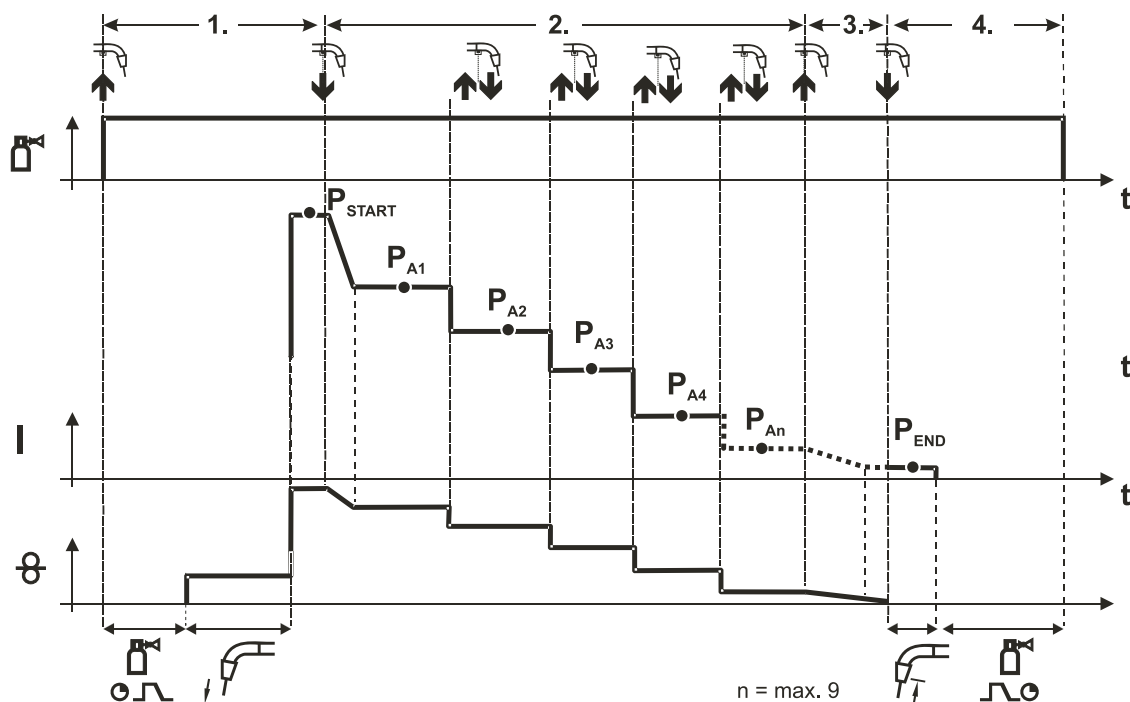 1. 2. 3. 4.
t
P START
P A1
P A2
P A3
t
P A4
P An
P END
I
t
n = max. 9